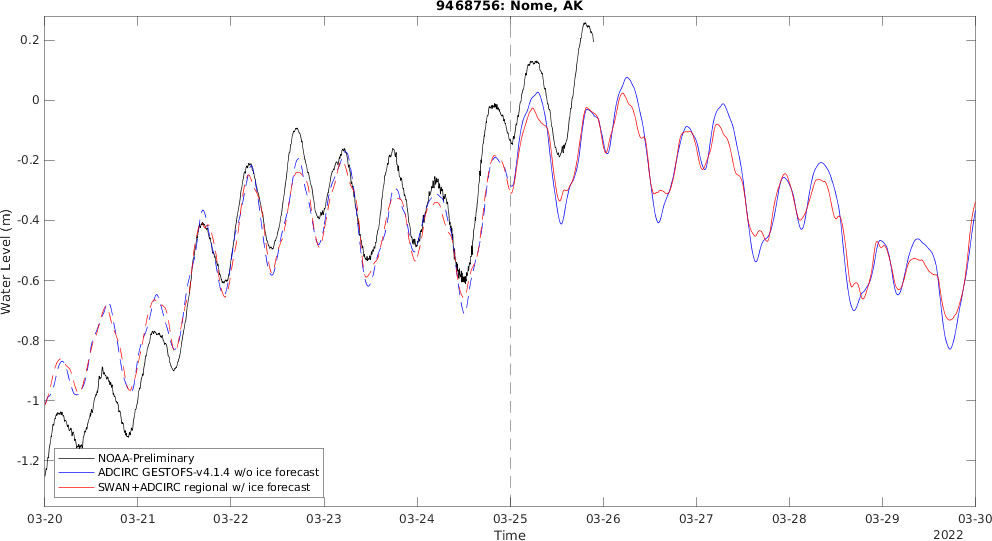 9468756: Nome, AK
Water Level (m)
0.2
0
-0.2
-0.4
-0.6
-0.8
-1
-1.2
NOAA-Preliminary
ADCIRC GESTOFS-v4.1.4 w/o ice forecast
SWAN+ADCIRC regional w/ ice forecast
03-20 03-21 03-22 03-23 03-24 03-25 03-26 03-27 03-28 03-29 03-30
Time
2022